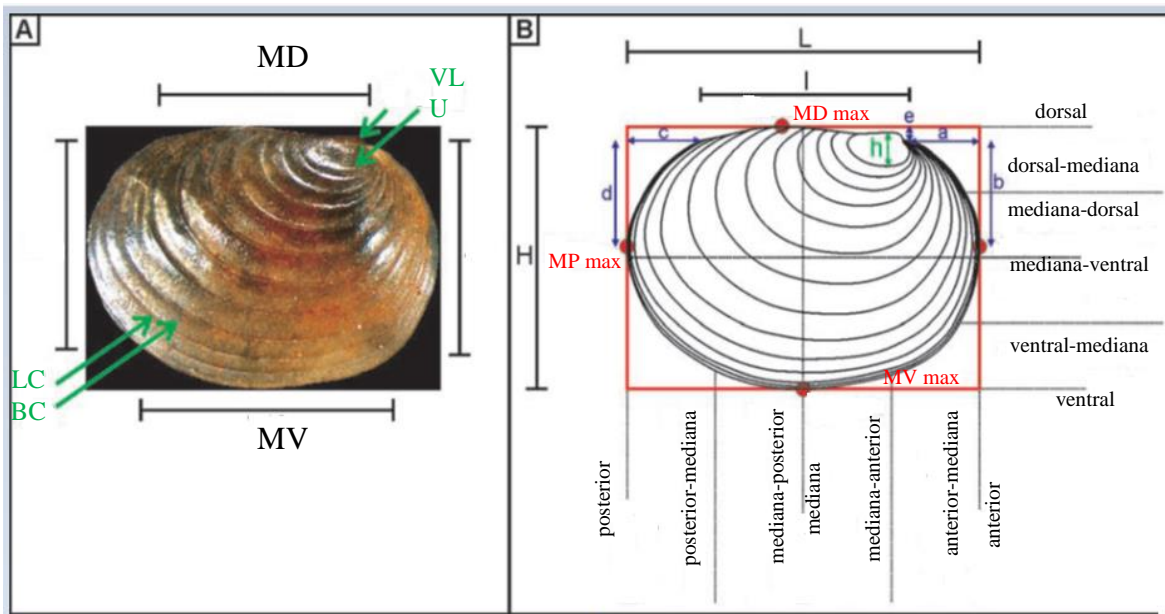 A
MD
VL
U
LC
BC
MV
B
L
l
MD max
e
dorsal
c
h
a
dorsal-mediana
d
b
mediana-dorsal
H
MP max
mediana-ventral
ventral-mediana
MV max
ventral
posterior
posterior-mediana
mediana-posterior
mediana
mediana-anterior
anterior-mediana
anterior